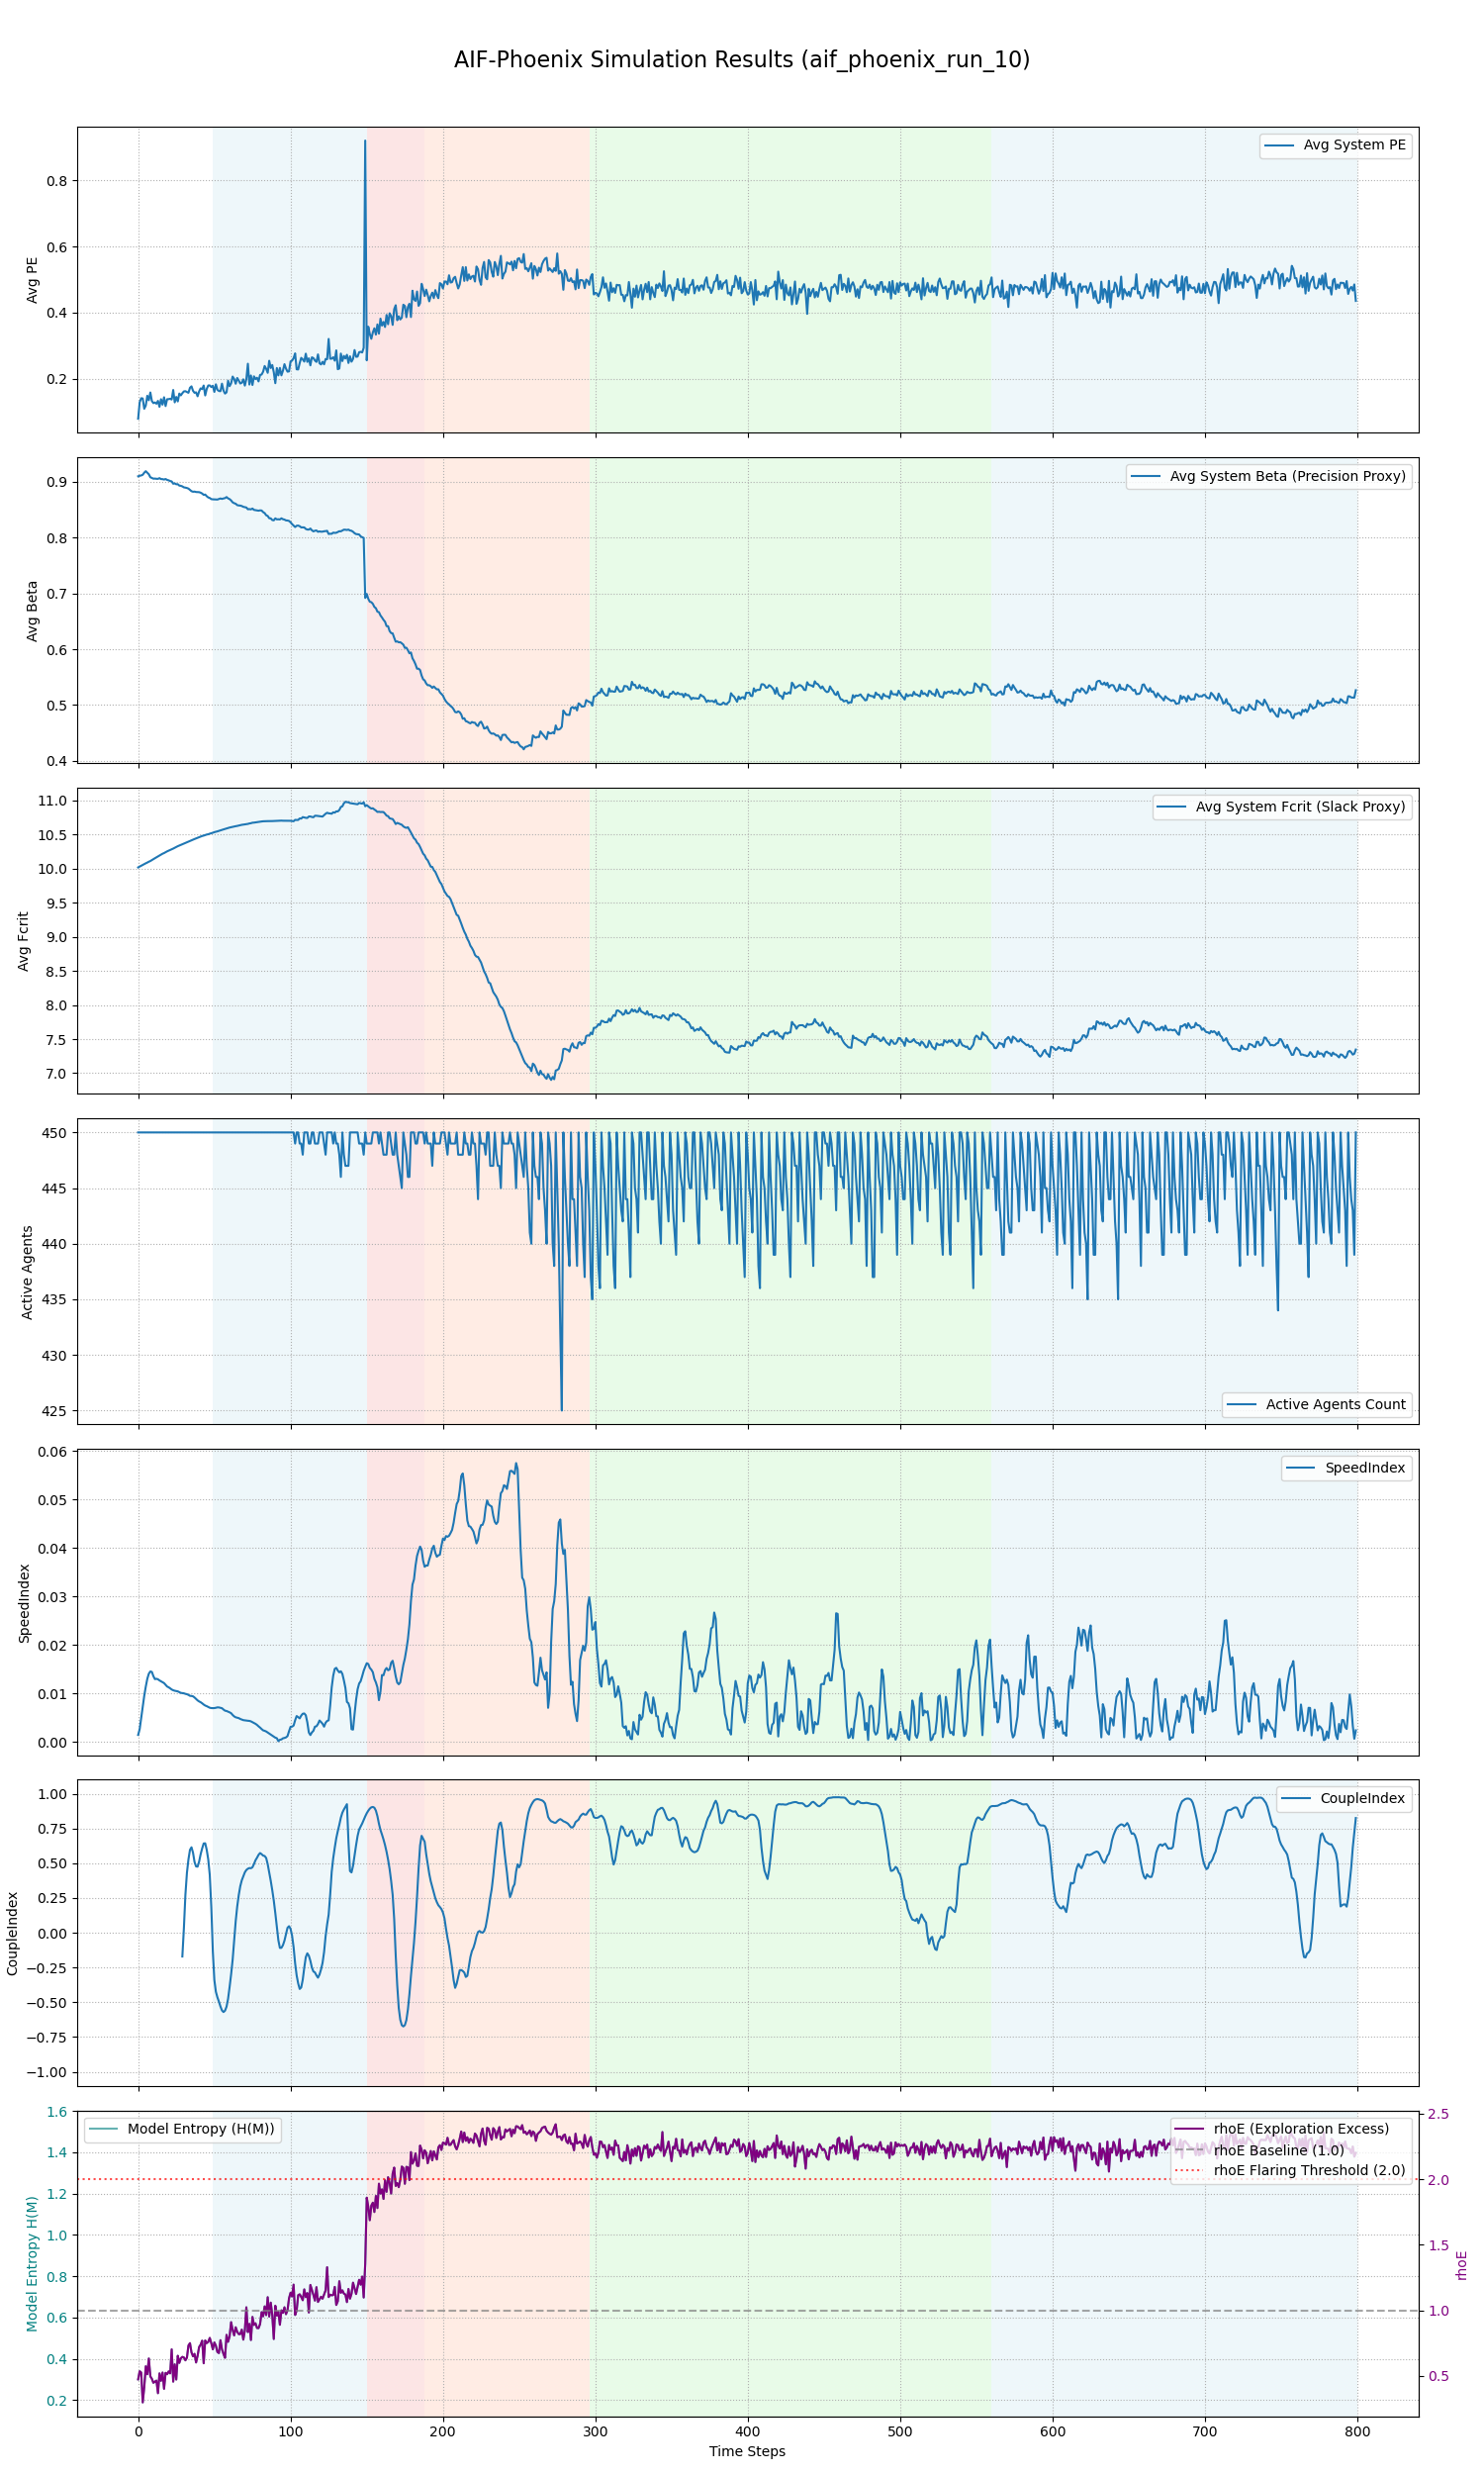 AIF-Phoenix Simulation Results (aif_phoenix_run_10)
Avg System PE
Avg PE
0.8
0.6
0.4
0.2
Avg System Beta (Precision Proxy)
Avg Beta
0.9
0.8
0.7
0.6
0.5
0.4
Avg System Fcrit (Slack Proxy)
Avg Fcrit
11.0
10.5
10.0
9.5
9.0
8.5
8.0
7.5
7.0
Active Agents
450
445
440
435
430
425
Active Agents Count
SpeedIndex
SpeedIndex
0.06
0.05
0.04
0.03
0.02
0.01
0.00
CoupleIndex
CoupleIndex
1.00
0.75
0.50
0.25
0.00
−0.25
−0.50
−0.75
−1.00
Model Entropy (H(M))
rhoE (Exploration Excess)
rhoE Baseline (1.0)
rhoE Flaring Threshold (2.0)
Model Entropy H(M)
1.6
1.4
1.2
1.0
0.8
0.6
0.4
0.2
2.5
2.0
1.5
1.0
0.5
rhoE
0 100 200 300 400 500 600 700 800
Time Steps